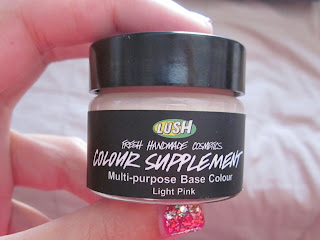 LUSH
FRESH HANDMADE COSMETICS
COLOUR SUPPLEMENT
Multi-purpose Base Colour
Light Pink